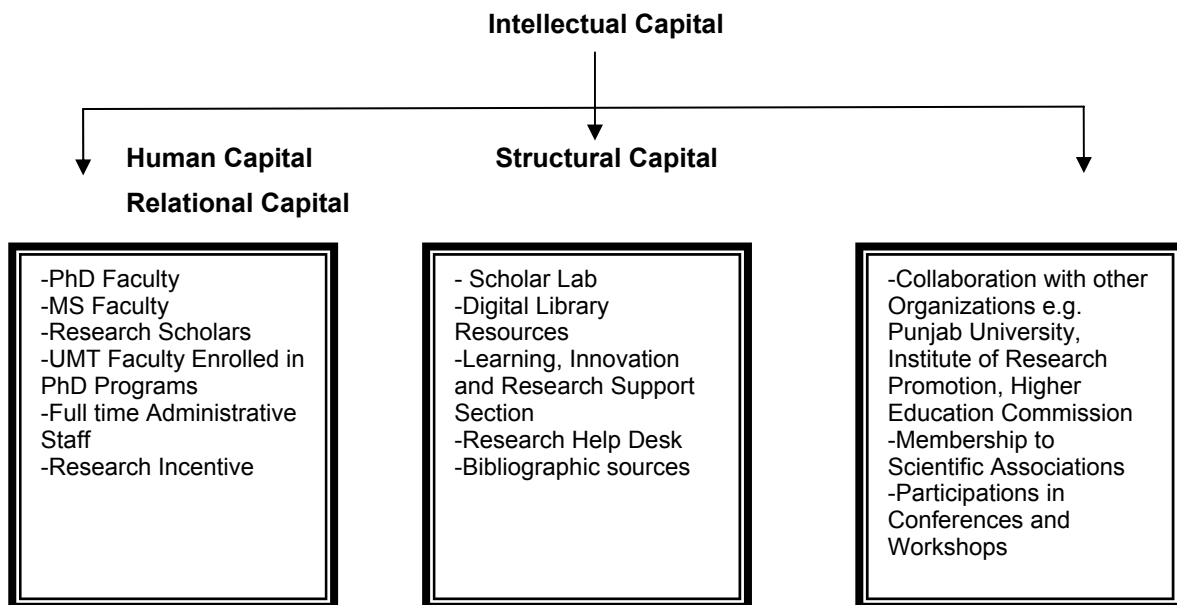 Intellectual Capital
Human Capital
Structural Capital
Relational Capital
-PhD Faculty
-MS Faculty
-Research Scholars
-UMT Faculty Enrolled in
PhD Programs
-Full time Administrative
Staff
-Research Incentive
- Scholar Lab
-Digital Library
Resources
-Learning, Innovation
and Research Support
Section
-Research Help Desk
-Bibliographic sources
-Collaboration with other
Organizations e.g.
Punjab University,
Institute of Research
Promotion, Higher
Education Commission
-Membership to
Scientific Associations
-Participations in
Conferences and
Workshops